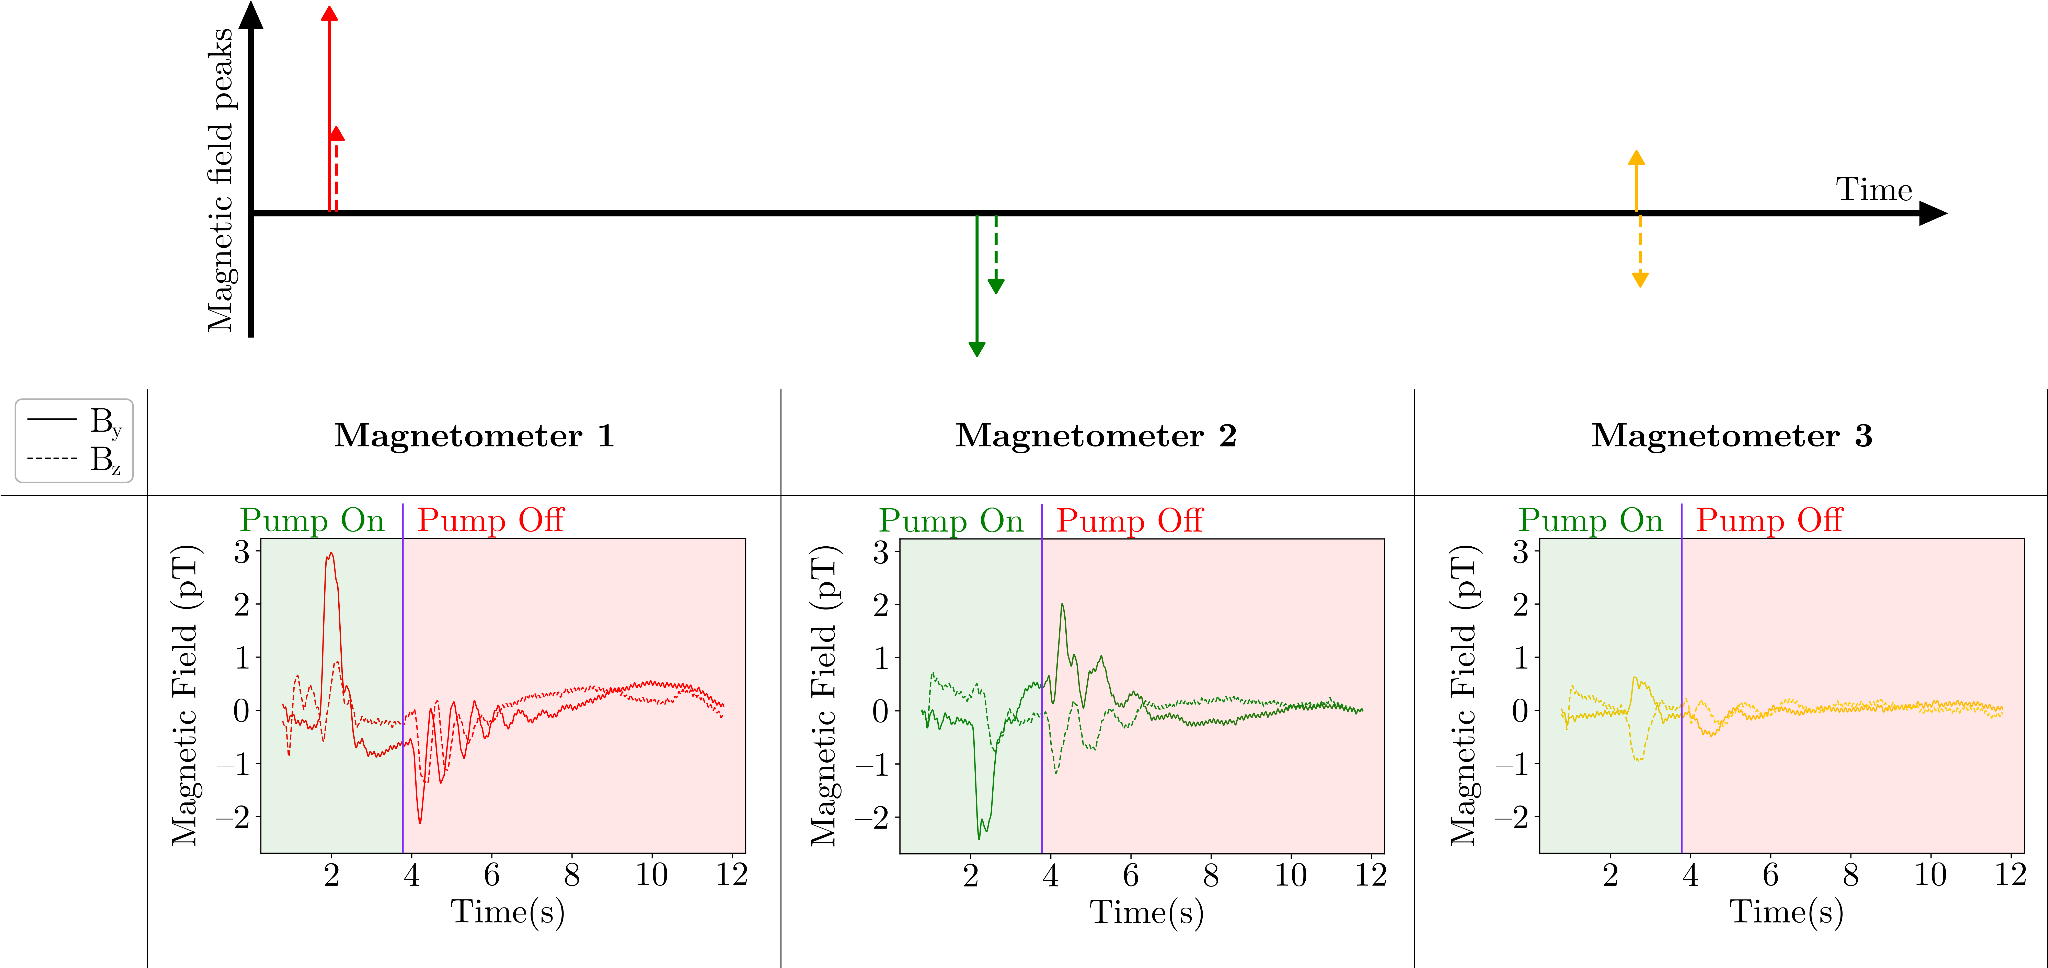 Magnetic field peaks
Time
B_y
B_z
Magnetometer 1
Magnetometer 2
Magnetometer 3
Pump On Pump Off
Magnetic Field (pT)
3
2
1
0
−1
−2
2 4 6 8 10 12
Time(s)
Pump On Pump Off
Magnetic Field (pT)
3
2
1
0
−1
−2
2 4 6 8 10 12
Time(s)
Pump On Pump Off
Magnetic Field (pT)
3
2
1
0
−1
−2
2 4 6 8 10 12
Time(s)